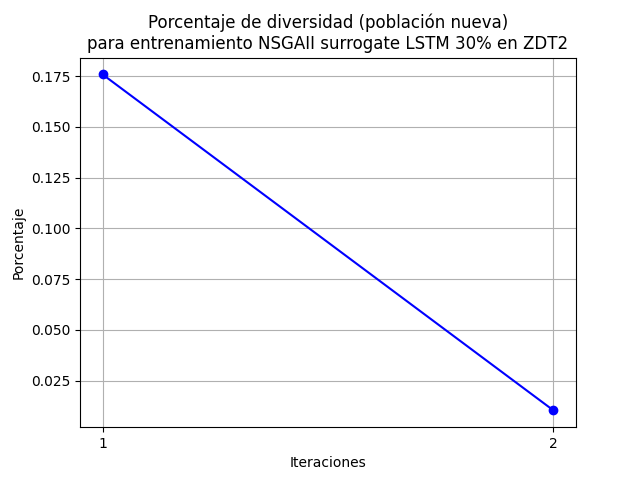 Porcentaje de diversidad (población nueva)
para entrenamiento NSGAII surrogate LSTM 30% en ZDT2
0.175
0.150
0.125
0.100
0.075
0.050
0.025
Porcentaje
1
2
Iteraciones